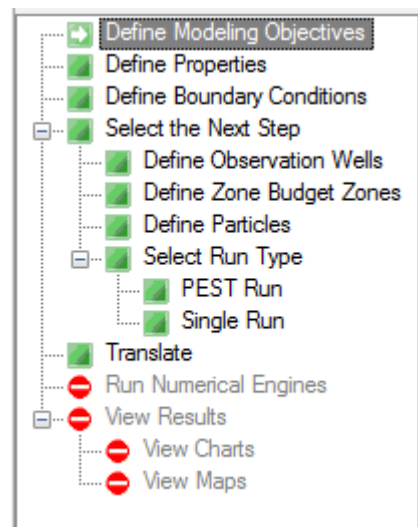 Define Modeling Objectives
Define Properties
Define Boundary Conditions
Select the Next Step
Define Observation Wells
Define Zone Budget Zones
Define Particles
Select Run Type
PEST Run
Single Run
Translate
Run Numerical Engines
View Results
View Charts
View Maps